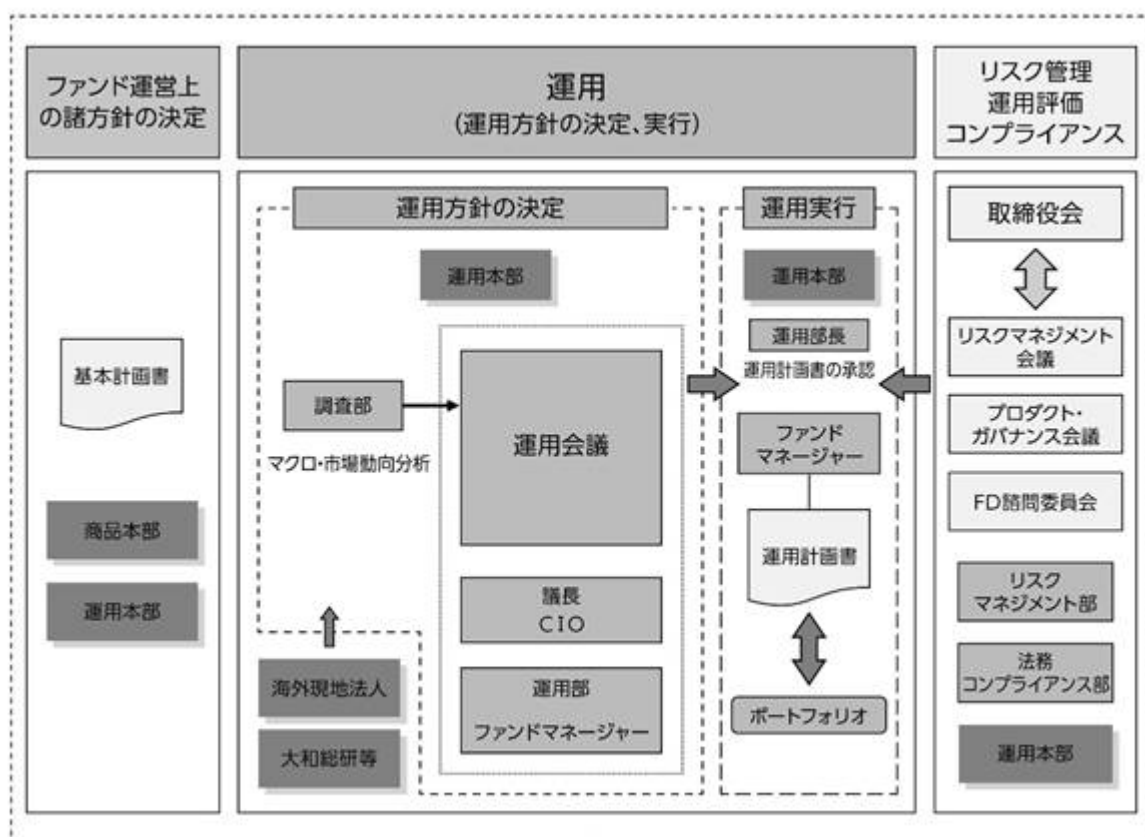 ファンド運営上
の諸方針の決定
運用
(運用方針の決定、実行)
リスク管理
運用評価
コンプライアンス
基本計画書
商品本部
運用本部
運用方針の決定
運用本部
調査部
マクロ・市場動向分析
運用会議
議長
CIO
運用部
ファンドマネージャー
海外現地法人
大和総研等
運用実行
運用本部
運用部長
運用計画書の承認
ファンド
マネージャー
運用計画書
ポートフォリオ
取締役会
リスクマネジメント
会議
プロダクト・
ガバナンス会議
FD諮問委員会
リスク
マネジメント部
法務
コンプライアンス部
運用本部